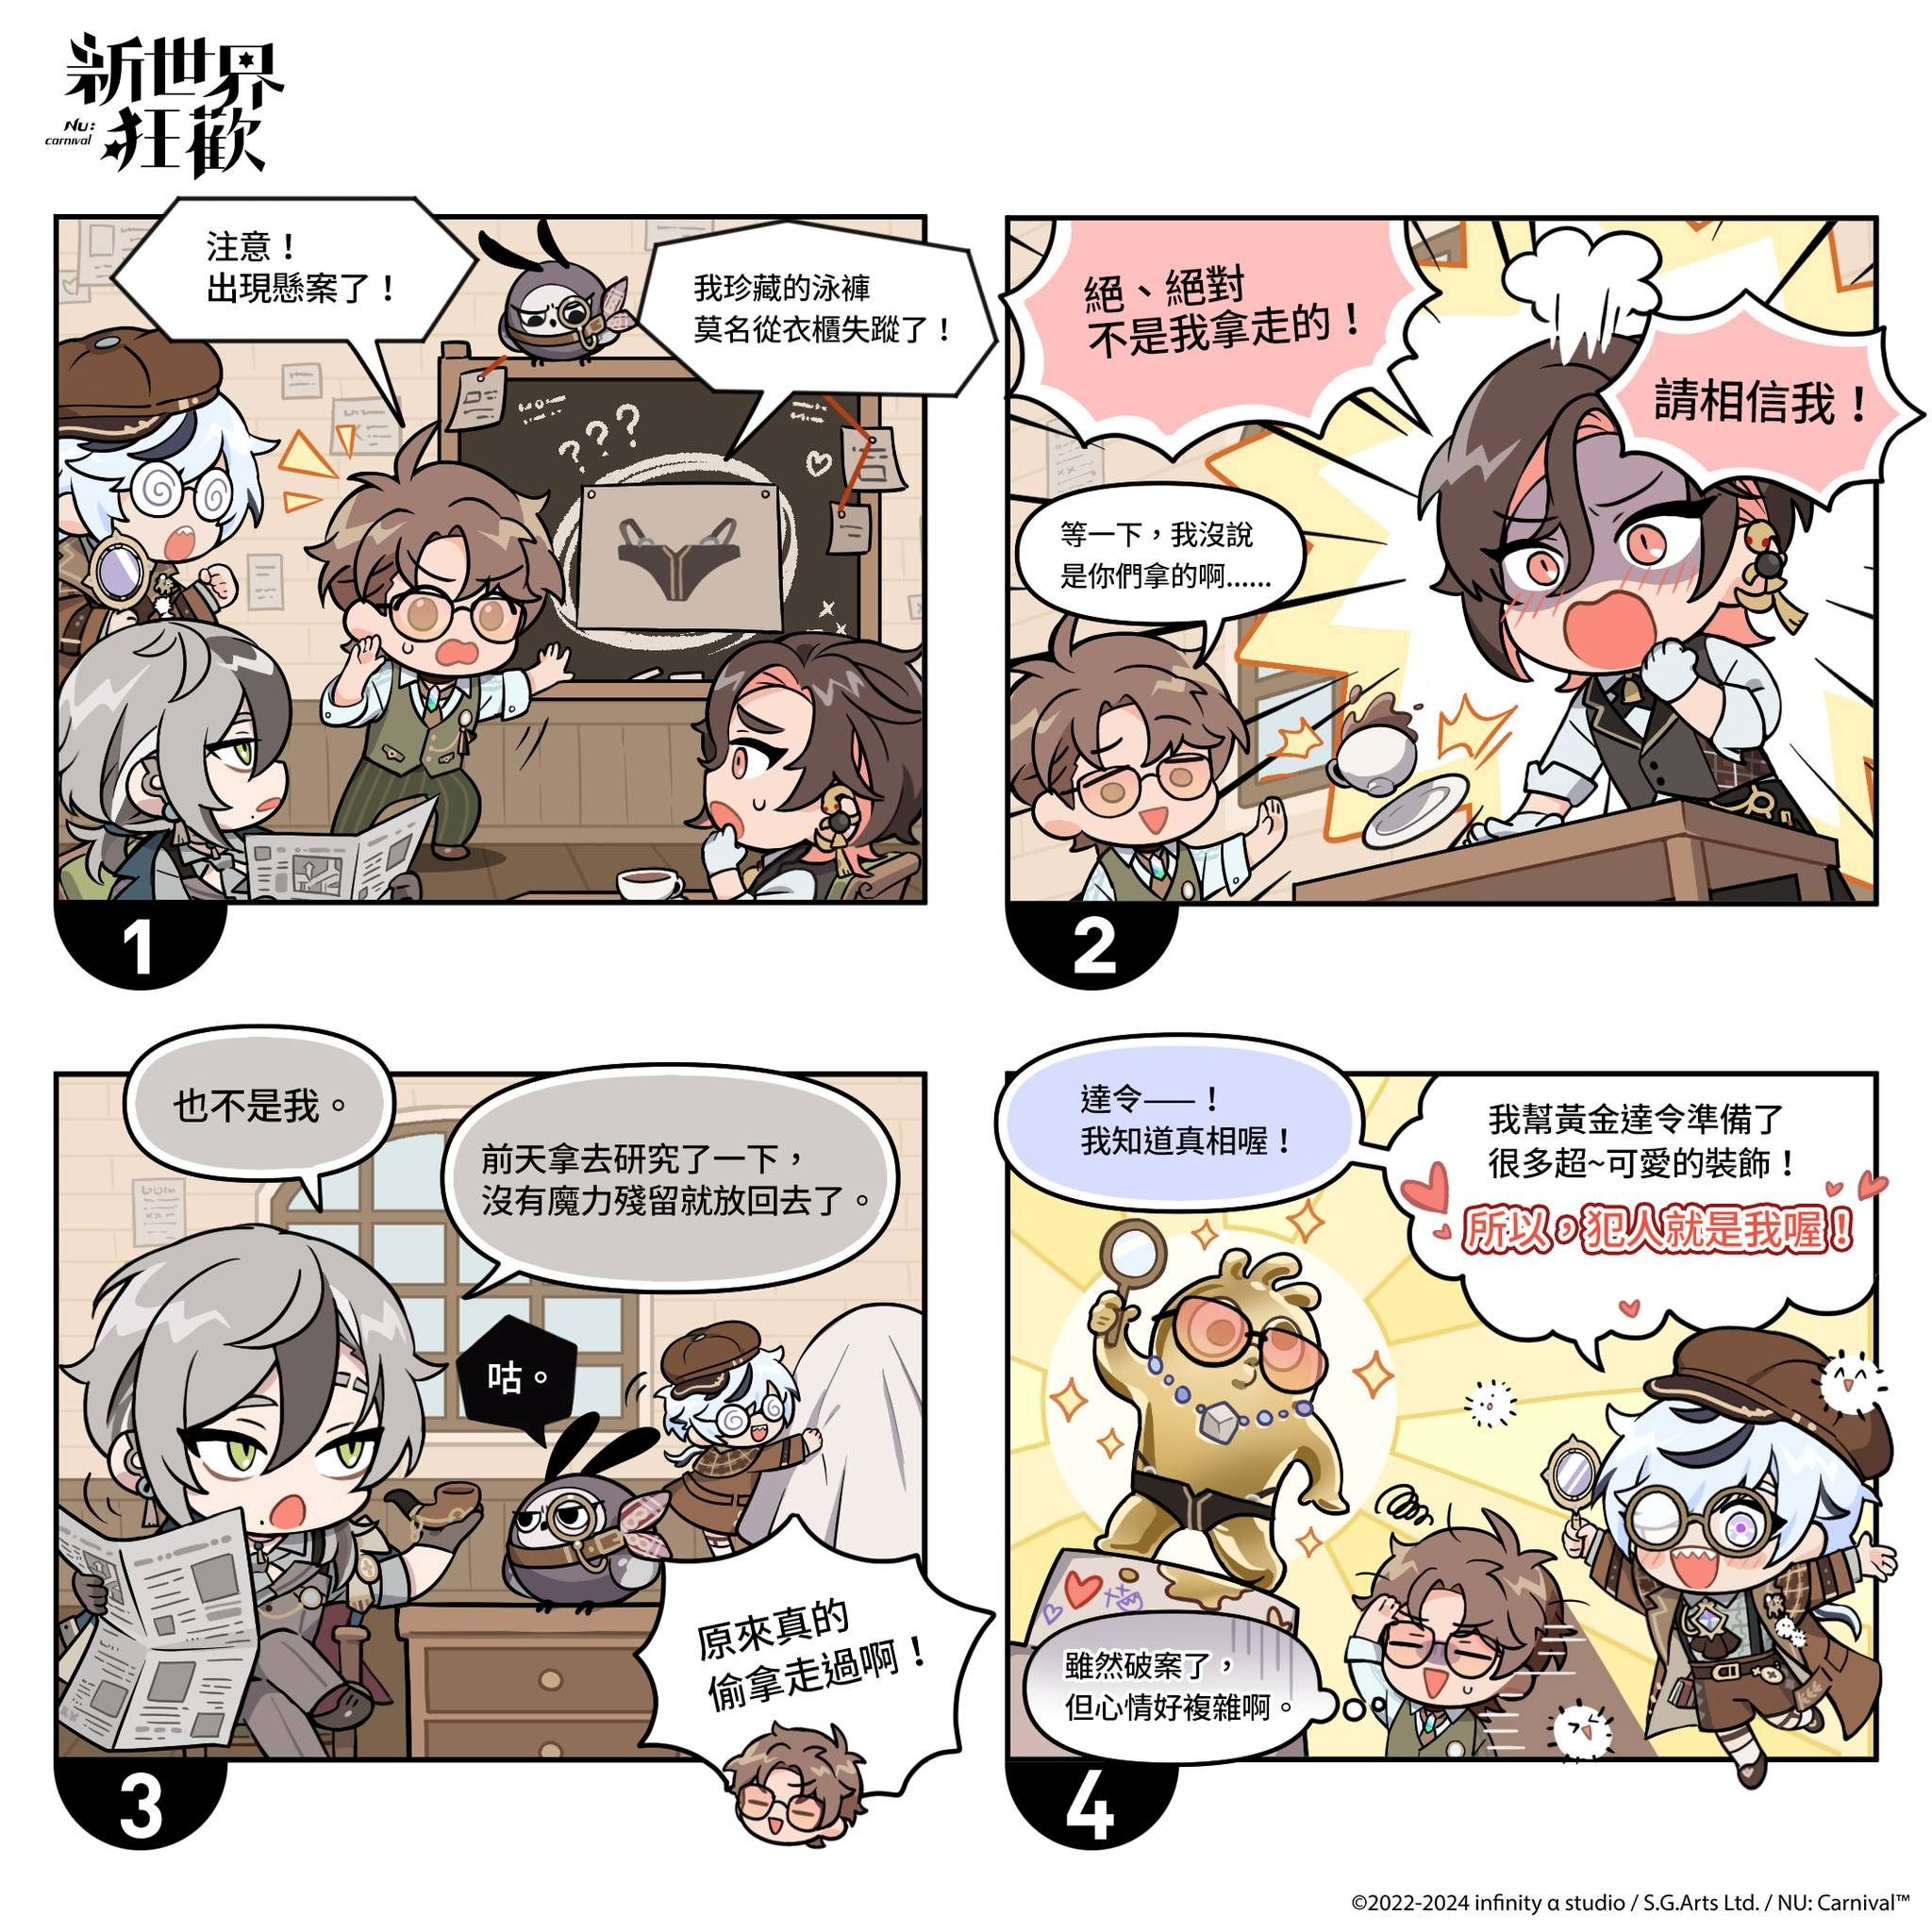 新世界
狂歡
Nu:
carnival
注意！
出現懸案了！
我珍藏的泳褲
莫名從衣櫃失蹤了！
???
1
絕、絕對
不是我拿走的！
請相信我！
等一下，我沒說
是你們拿的啊......
2
也不是我。
前天拿去研究了一下，
沒有魔力殘留就放回去了。
咕。
原來真的
偷拿走過啊！
3
達令——！
我知道真相喔！
我幫黃金達令準備了
很多超~可愛的裝飾！
所以，犯人就是我喔！
雖然破案了，
但心情好複雜啊。
4
©2022-2024 infinity α studio / S.G.Arts Ltd. / NU: Carnival™